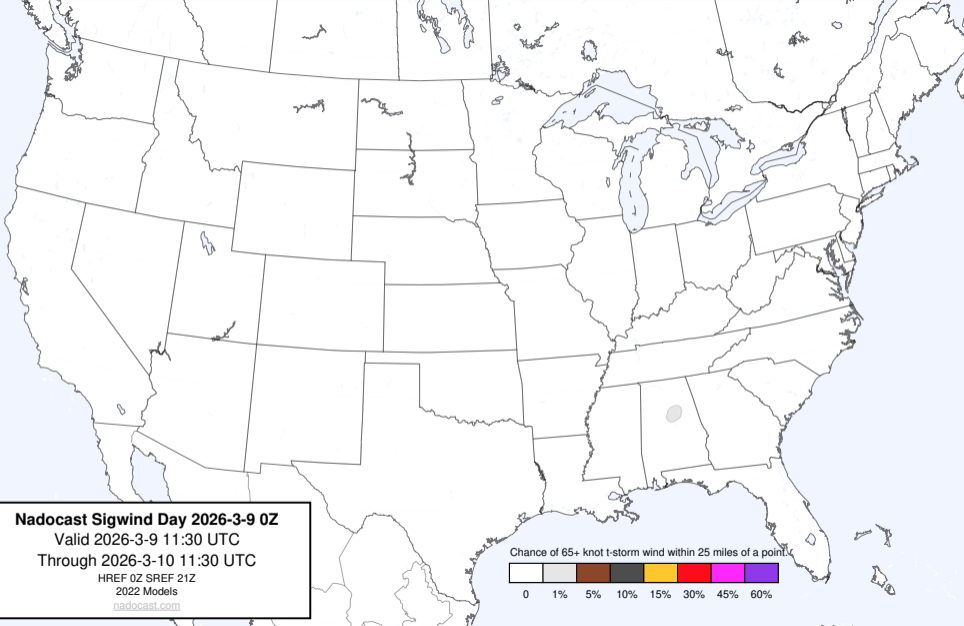 Nadocast Sigwind Day 2026-3-9 0Z
Valid 2026-3-9 11:30 UTC
Through 2026-3-10 11:30 UTC
HREF 0Z SREF 21Z
2022 Models
nadocast.com
Chance of 65+ knot t-storm wind within 25 miles of a point.
0 1% 5% 10% 15% 30% 45% 60%